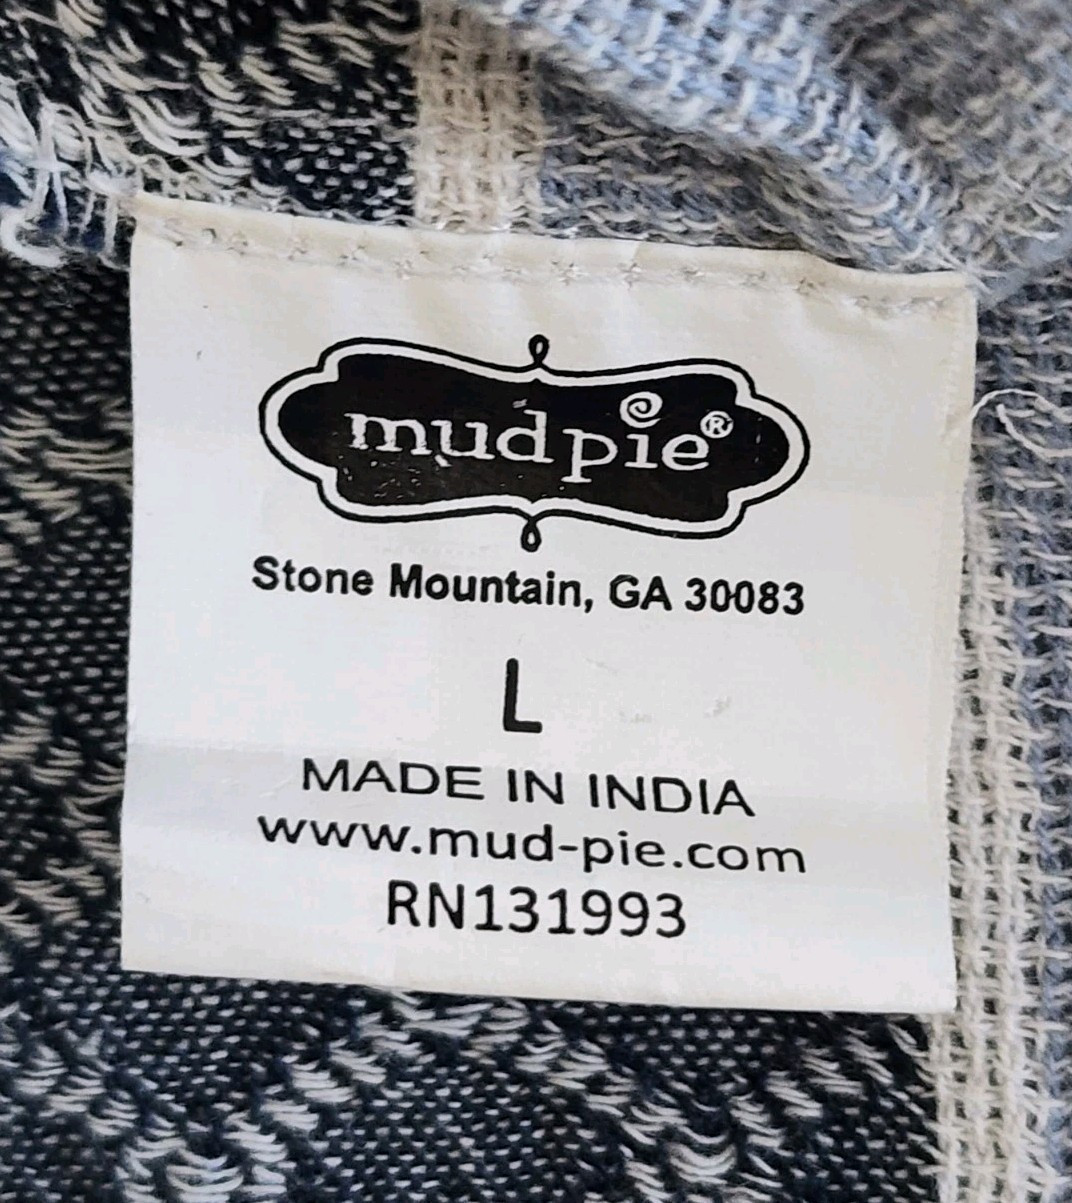 mudpie®
Stone Mountain, GA 30083
L
MADE IN INDIA
www.mud-pie.com
RN131993